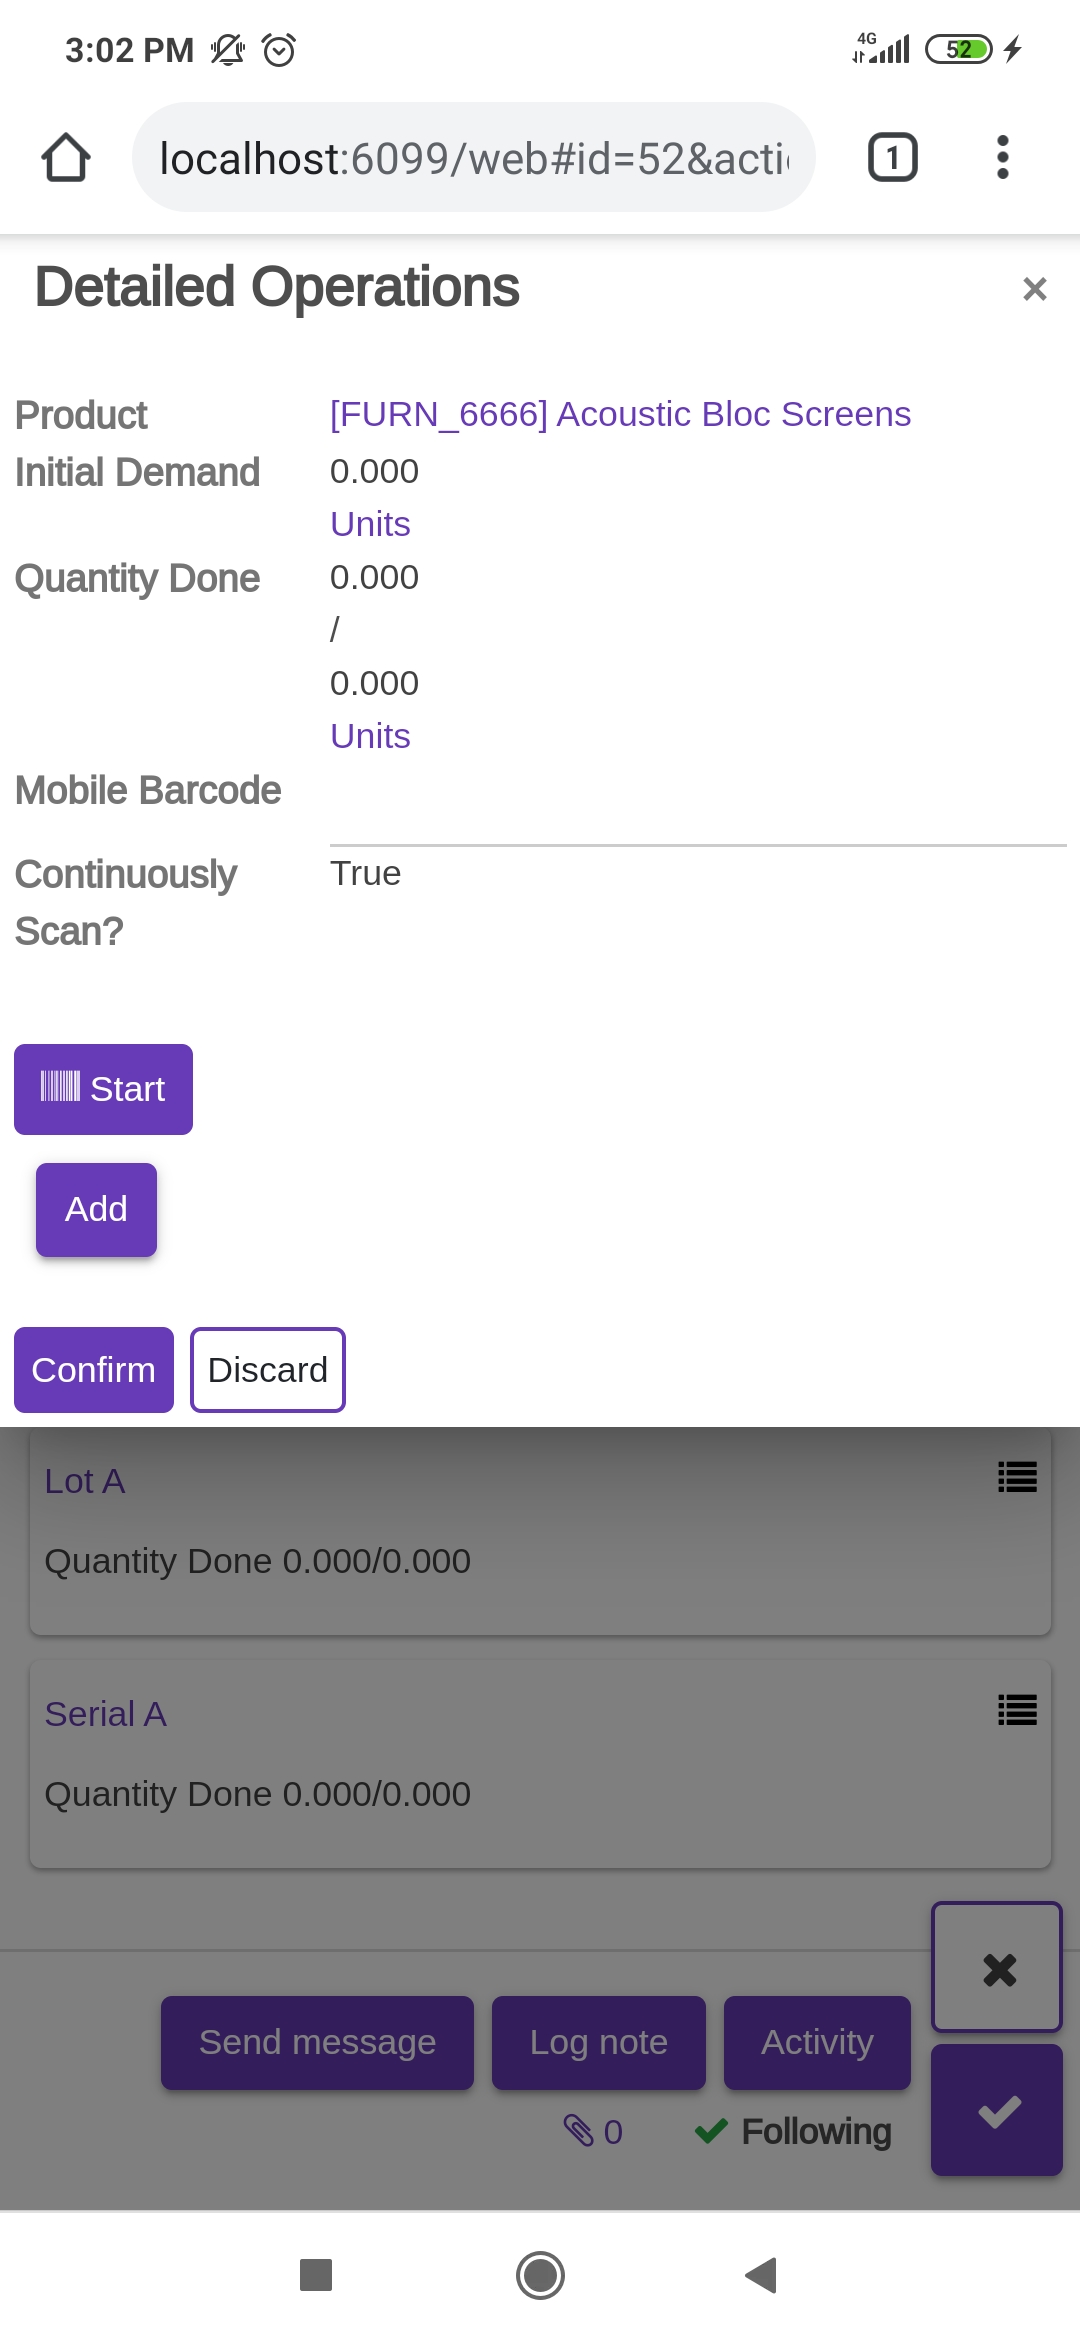 3:02 PM 4G 52
localhost:6099/web#id=52&acti
1
Detailed Operations ×
Product [FURN_6666] Acoustic Bloc Screens
Initial Demand 0.000
Units
Quantity Done 0.000
/
0.000
Units
Mobile Barcode
Continuously True
Scan?
Start
Add
Confirm Discard
Lot A
Quantity Done 0.000/0.000
Serial A
Quantity Done 0.000/0.000
Send message Log note Activity
0 Following